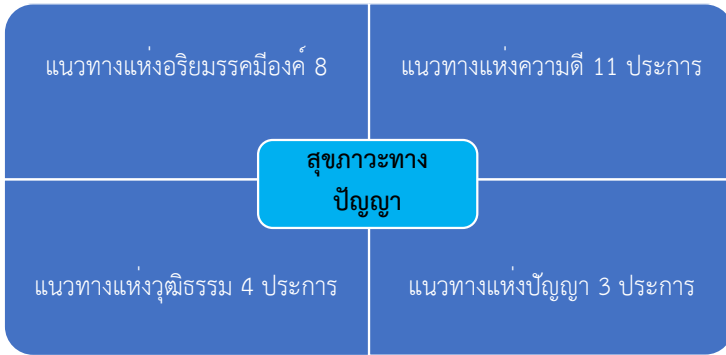 แนวทางแห่งอริยมรรคมีองค์ 8
แนวทางแห่งความดี 11 ประการ
สุขภาวะทาง
ปัญญา
แนวทางแห่งวุฒิธรรม 4 ประการ
แนวทางแห่งปัญญา 3 ประการ